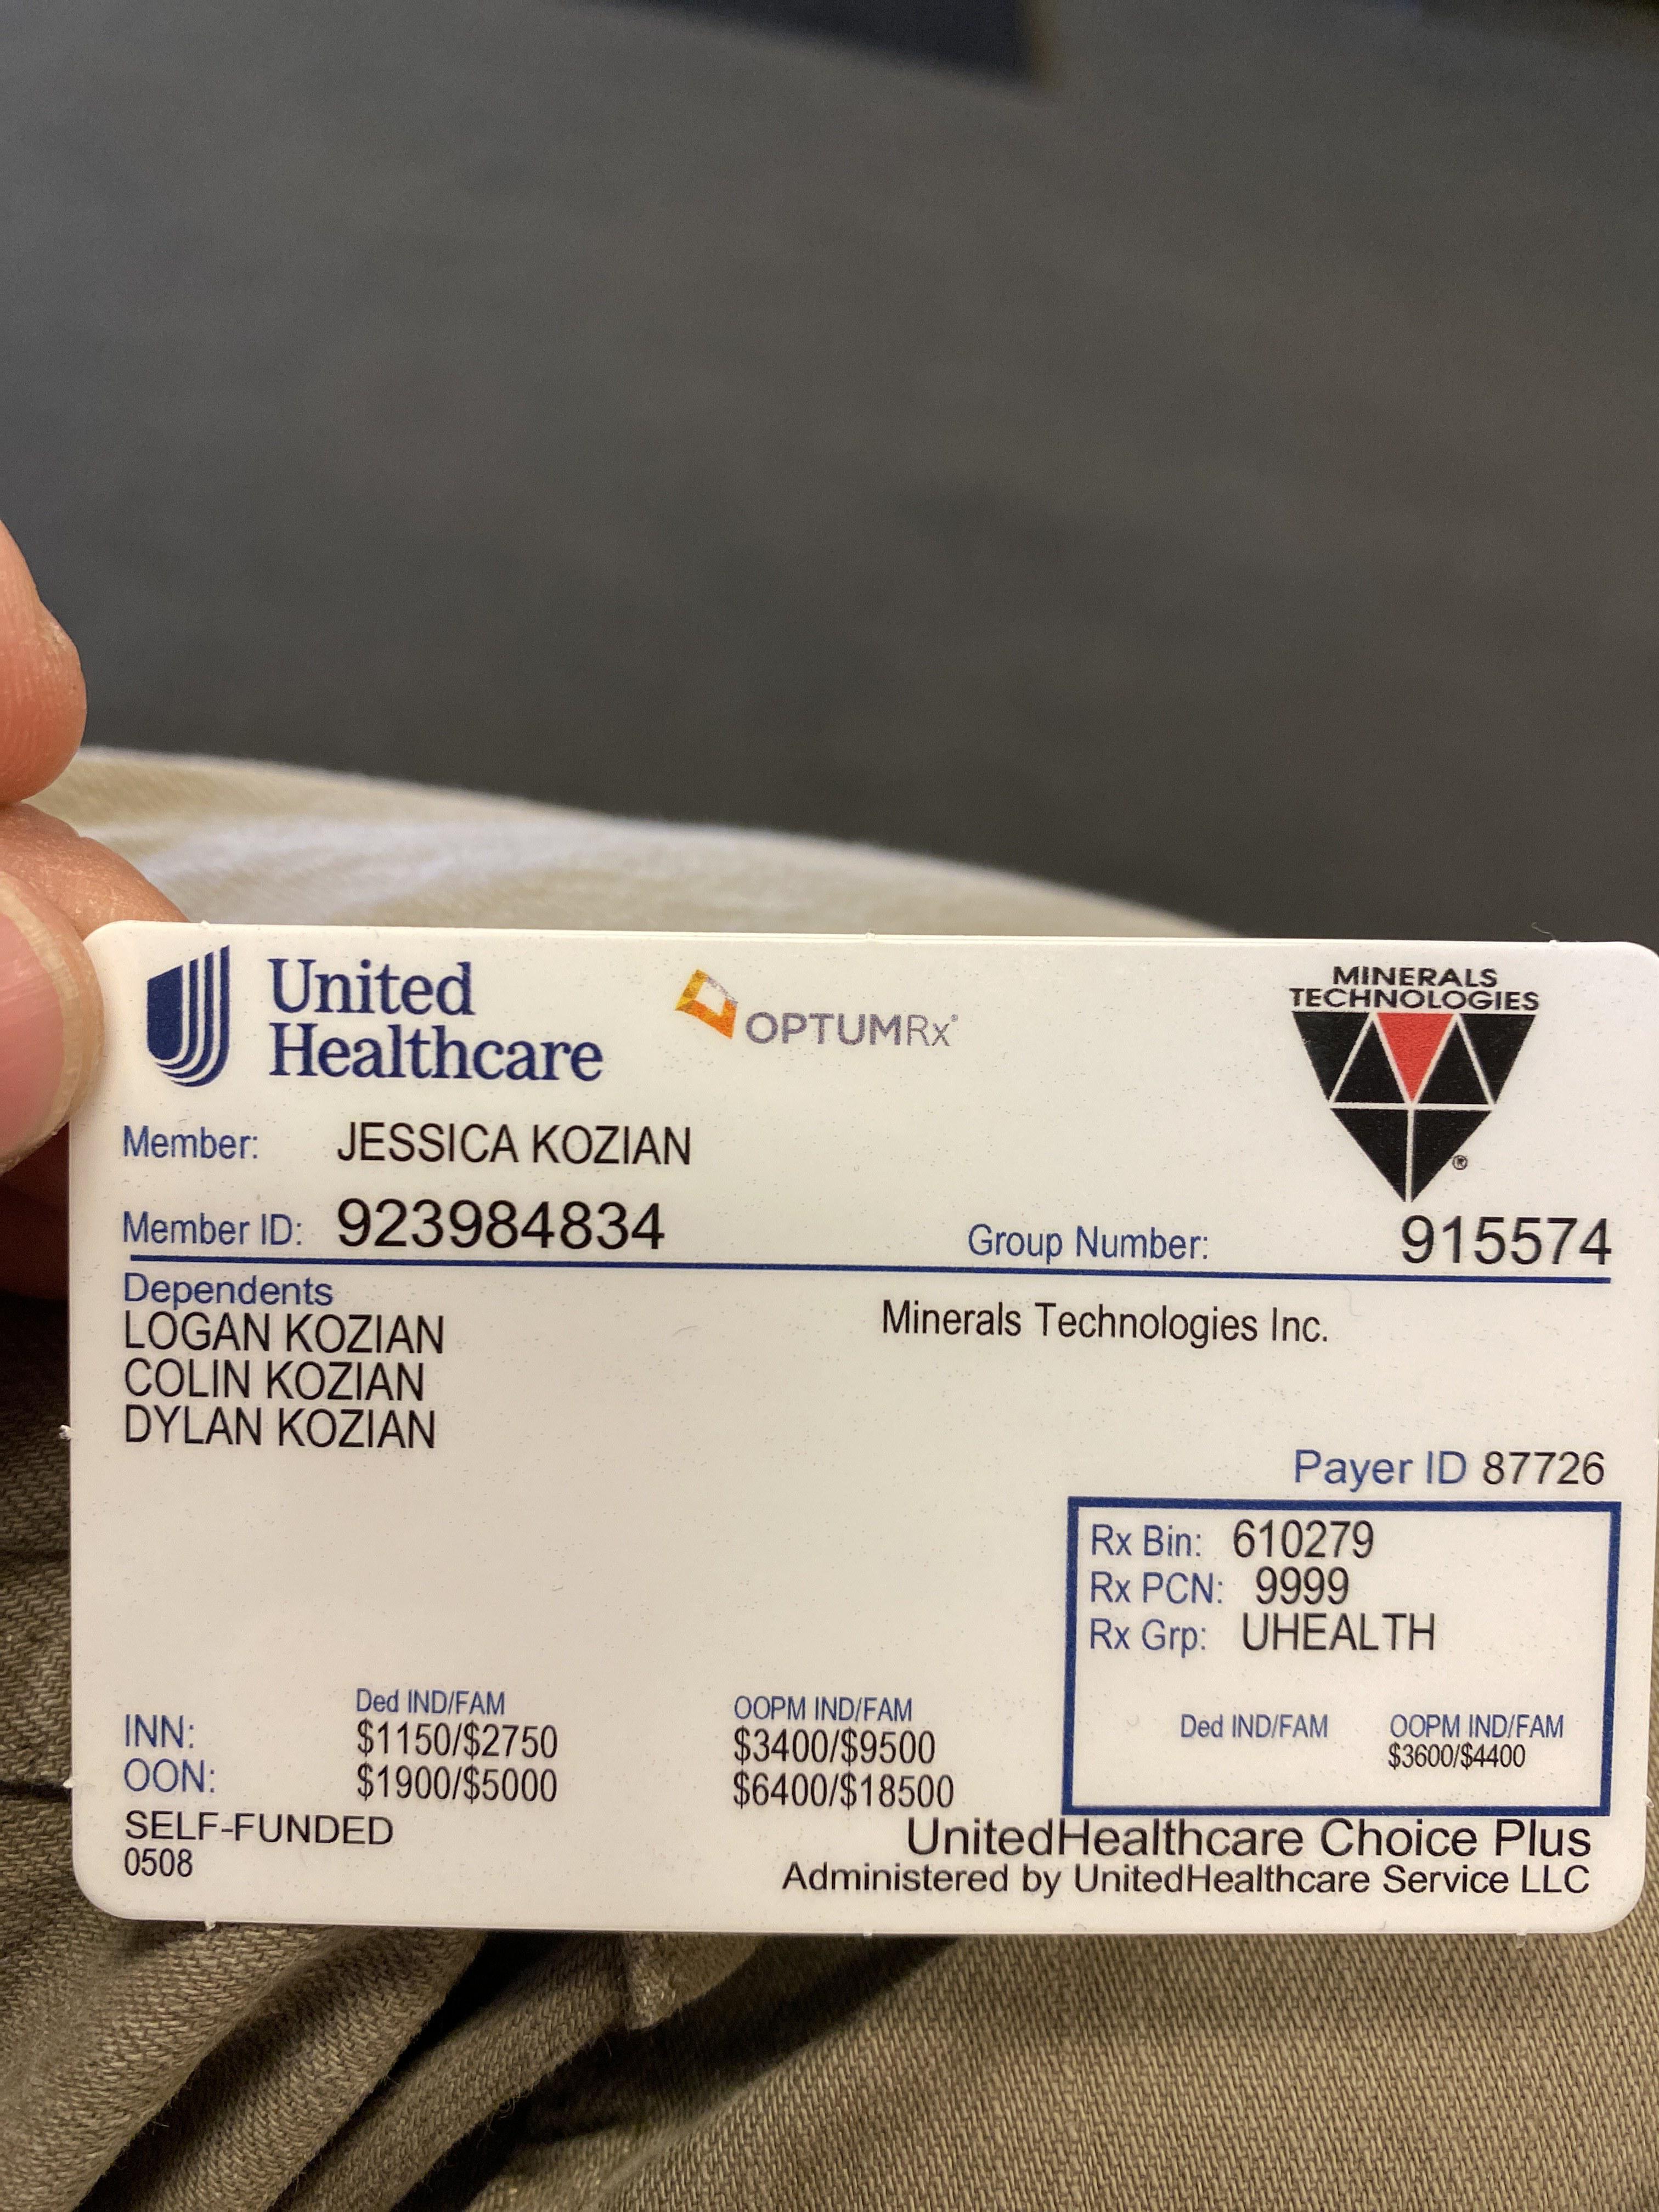 United
Healthcare
OPTUMRx®
MINERALS
TECHNOLOGIES
®
Member: JESSICA KOZIAN
Member ID: 923984834 Group Number: 915574
Dependents
LOGAN KOZIAN
COLIN KOZIAN
DYLAN KOZIAN
Minerals Technologies Inc.
Payer ID 87726
Rx Bin: 610279
Rx PCN: 9999
Rx Grp: UHEALTH
Ded IND/FAM OOPM IND/FAM
$3600/$4400
Ded IND/FAM OOPM IND/FAM
INN: $1150/$2750 $3400/$9500
OON: $1900/$5000 $6400/$18500
SELF-FUNDED
0508
UnitedHealthcare Choice Plus
Administered by UnitedHealthcare Service LLC